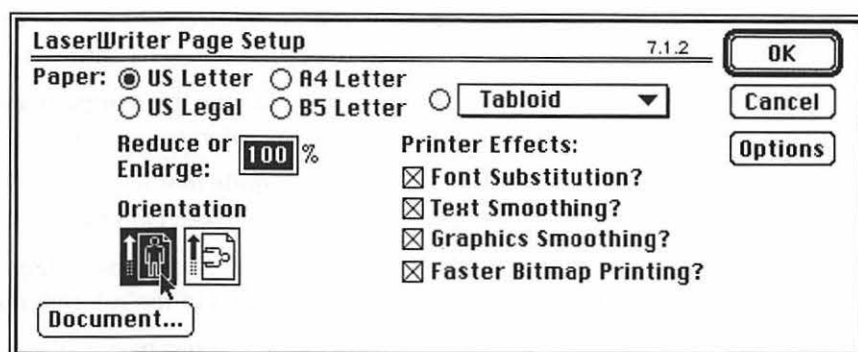 LaserWriter Page Setup 7.1.2 OK
Paper: US Letter A4 Letter
US Legal B5 Letter Tabloid Cancel
Reduce or Enlarge: 100 % Printer Effects: Options
Font Substitution?
Orientation Text Smoothing?
Graphics Smoothing?
Faster Bitmap Printing?
Document...